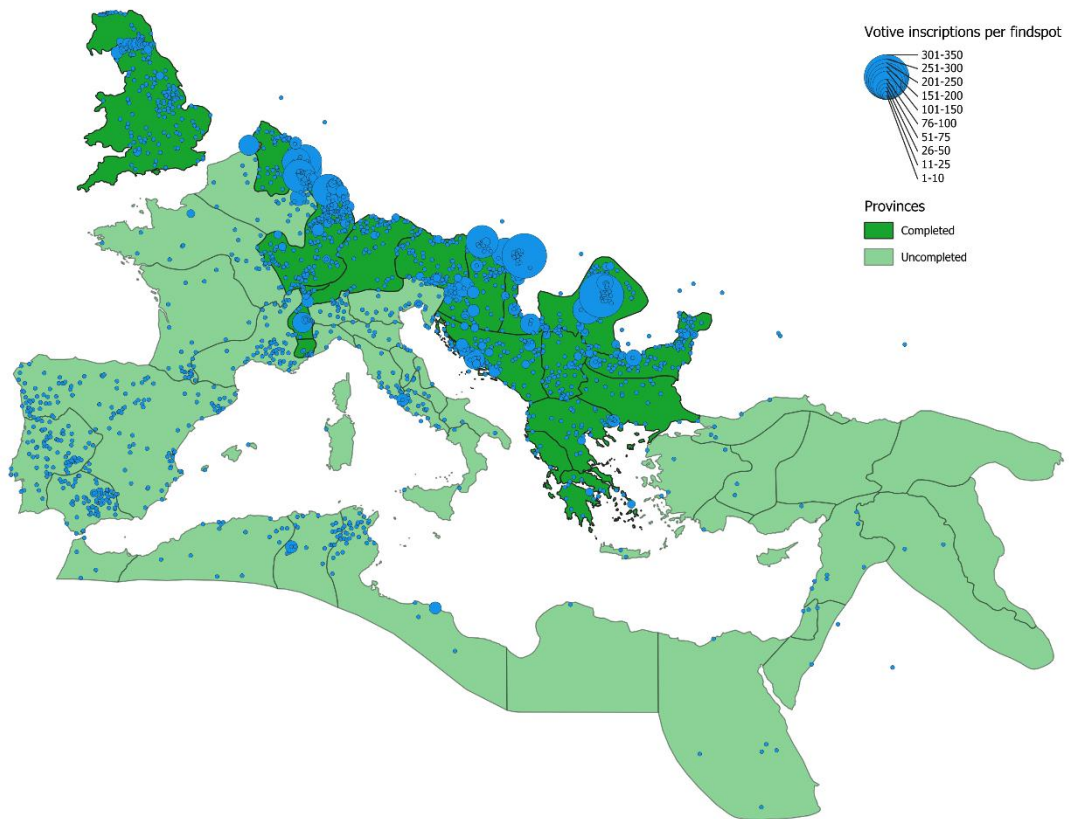 Votive inscriptions per findspot
301-350
251-300
201-250
151-200
101-150
76-100
51-75
26-50
11-25
1-10
Provinces
Completed
Uncompleted